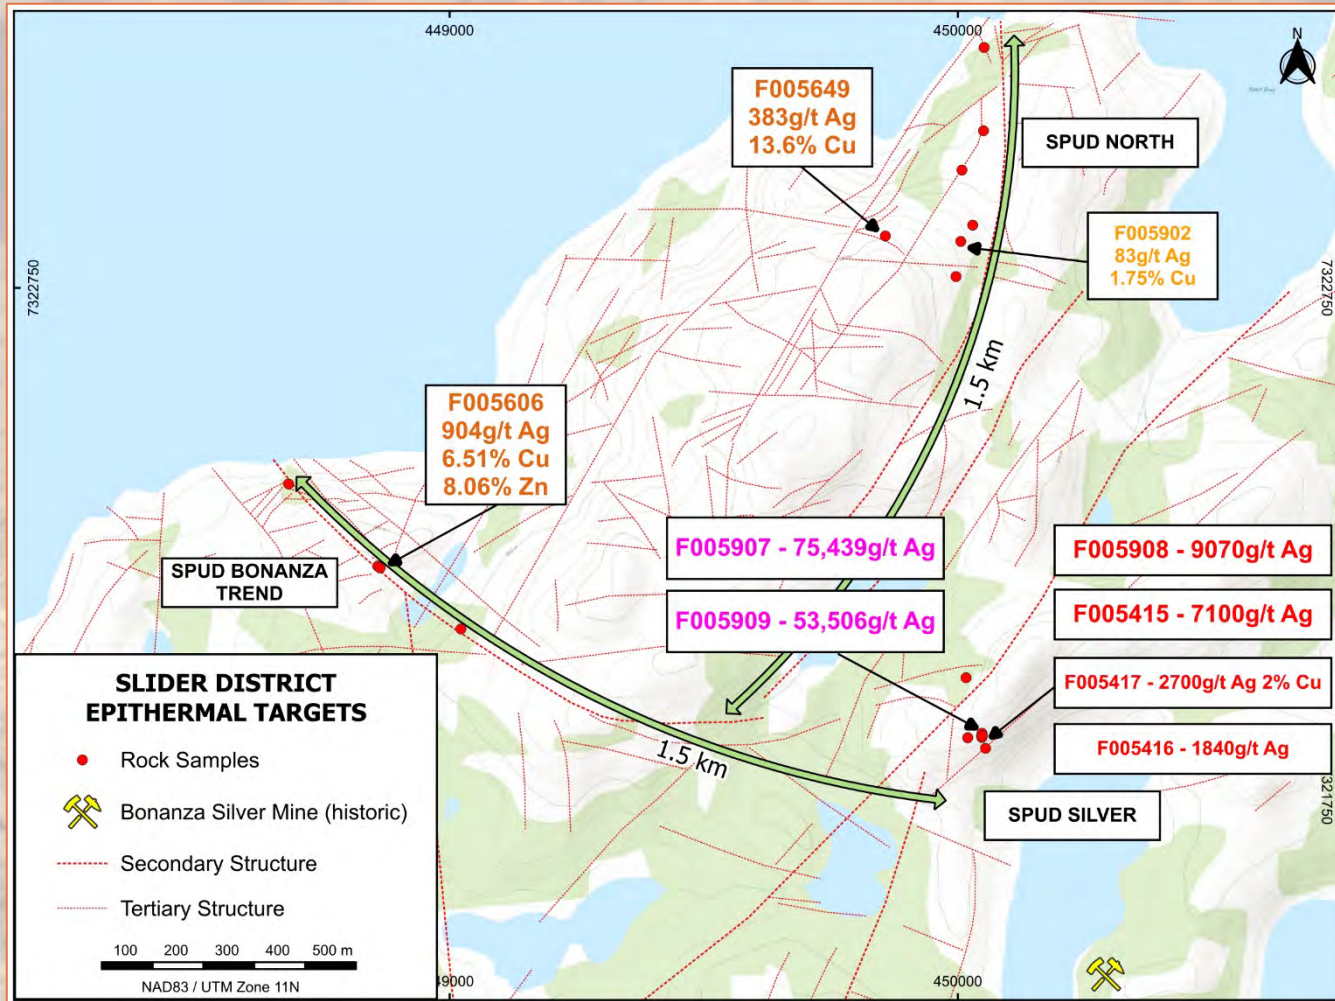 449000
450000
N
F005649
383g/t Ag
13.6% Cu
SPUD NORTH
F005902
83g/t Ag
1.75% Cu
7322750
7322750
1.5 km
F005606
904g/t Ag
6.51% Cu
8.06% Zn
SPUD BONANZA
TREND
F005907 - 75,439g/t Ag
F005909 - 53,506g/t Ag
F005908 - 9070g/t Ag
F005415 - 7100g/t Ag
F005417 - 2700g/t Ag 2% Cu
F005416 - 1840g/t Ag
1.5 km
SPUD SILVER
321750
SLIDER DISTRICT
EPITHERMAL TARGETS
Rock Samples
Bonanza Silver Mine (historic)
Secondary Structure
Tertiary Structure
100 200 300 400 500 m
NAD83 / UTM Zone 11N
49000
450000